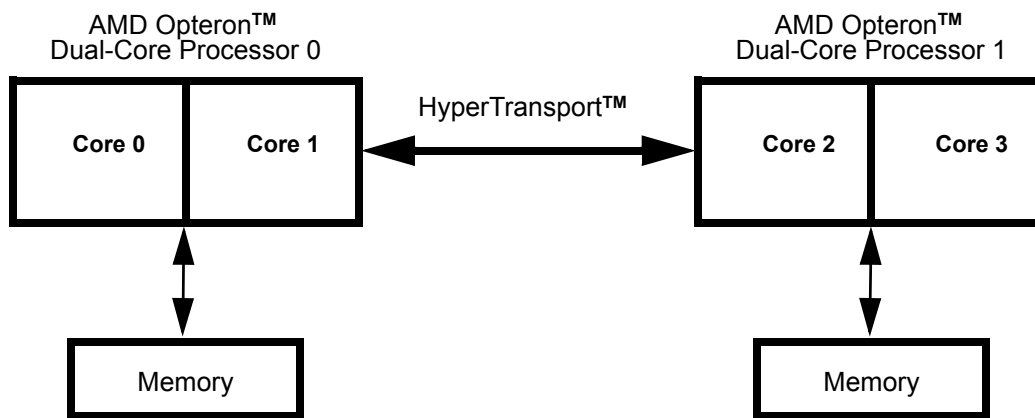 AMD Opteron™
Dual-Core Processor 0
AMD Opteron™
Dual-Core Processor 1
HyperTransport™
Core 0
Core 1
Core 2
Core 3
Memory
Memory